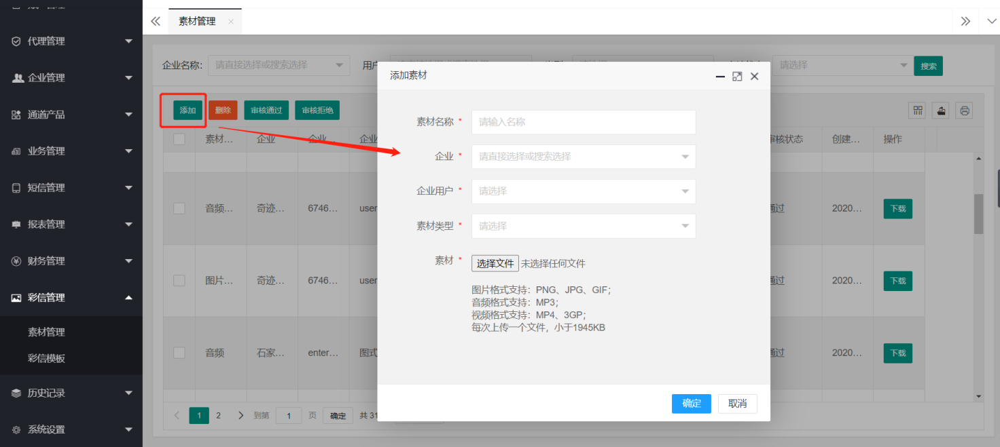 素材管理
代理管理
企业管理
通道产品
业务管理
短信管理
报表管理
财务管理
彩信管理
素材管理
彩信模板
历史记录
系统设置
企业名称: 请直接选择或搜索选择 用户 请选择 搜索
添加 删除 审核通过 审核拒绝
素材... 企业 企业... 企业 审核状态 创建... 操作
音频... 奇迹... 6746... user 通过 2020... 下载
图片... 奇迹... 6746... user 通过 2020... 下载
音频 石家... enter... 图式 通过 2020... 下载
1 2 到第 1 页 确定 共 31
添加素材
素材名称 * 请输入名称
企业 * 请直接选择或搜索选择
企业用户 * 请选择
素材类型 * 请选择
素材 * 选择文件 未选择任何文件
图片格式支持：PNG、JPG、GIF；
音频格式支持：MP3；
视频格式支持：MP4、3GP；
每次上传一个文件，小于1945KB
确定 取消